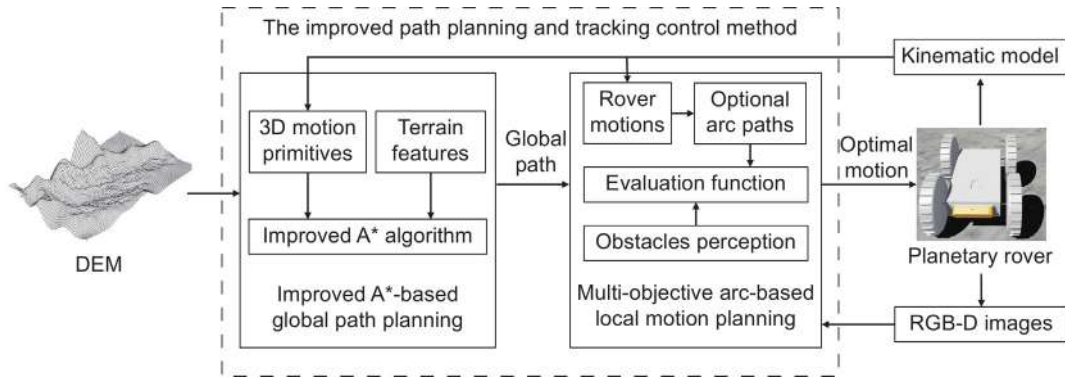 The improved path planning and tracking control method
Kinematic model
3D motion
primitives
Terrain
features
Improved A* algorithm
Improved A*-based
global path planning
DEM
Global
path
Rover
motions
Optional
arc paths
Evaluation function
Obstacles perception
Multi-objective arc-based
local motion planning
Optimal
motion
Planetary rover
RGB-D images